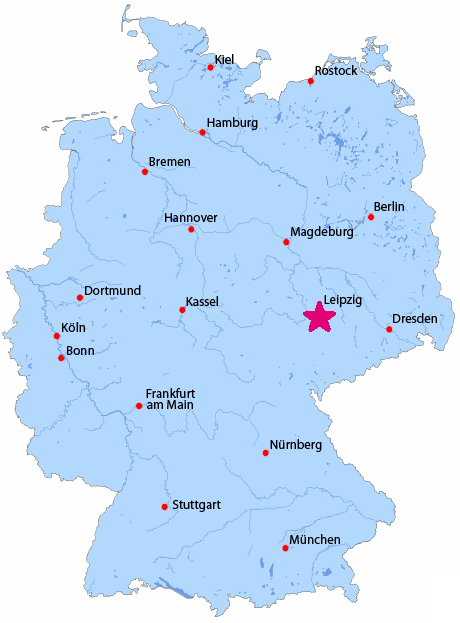 Kiel
Rostock
Hamburg
Bremen
Berlin
Hannover
Magdeburg
Dortmund
Kassel
Leipzig
Dresden
Köln
Bonn
Frankfurt
am Main
Nürnberg
Stuttgart
München